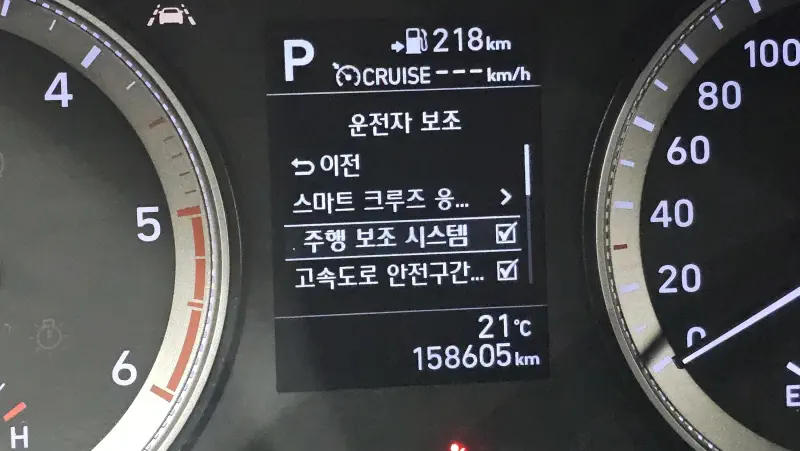 P
218km
CRUISE ---km/h
운전자 보조
이전
스마트 크루즈 응...
주행 보조 시스템
고속도로 안전구간...
21°C
158605km
4
5
6
H
100
80
60
40
20
0
E